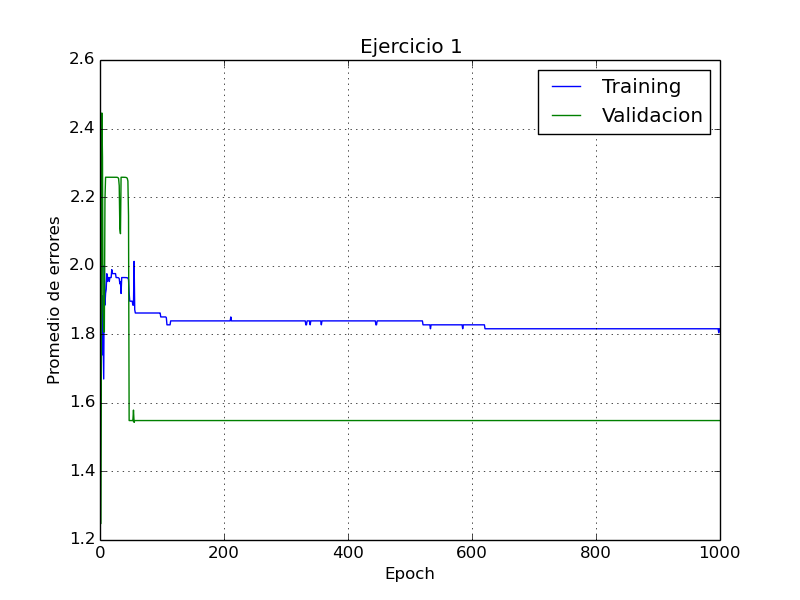 Ejercicio 1
2.6
2.4
2.2
2.0
1.8
1.6
1.4
1.2
Promedio de errores
Training
Validacion
0
200
400
600
800
1000
Epoch